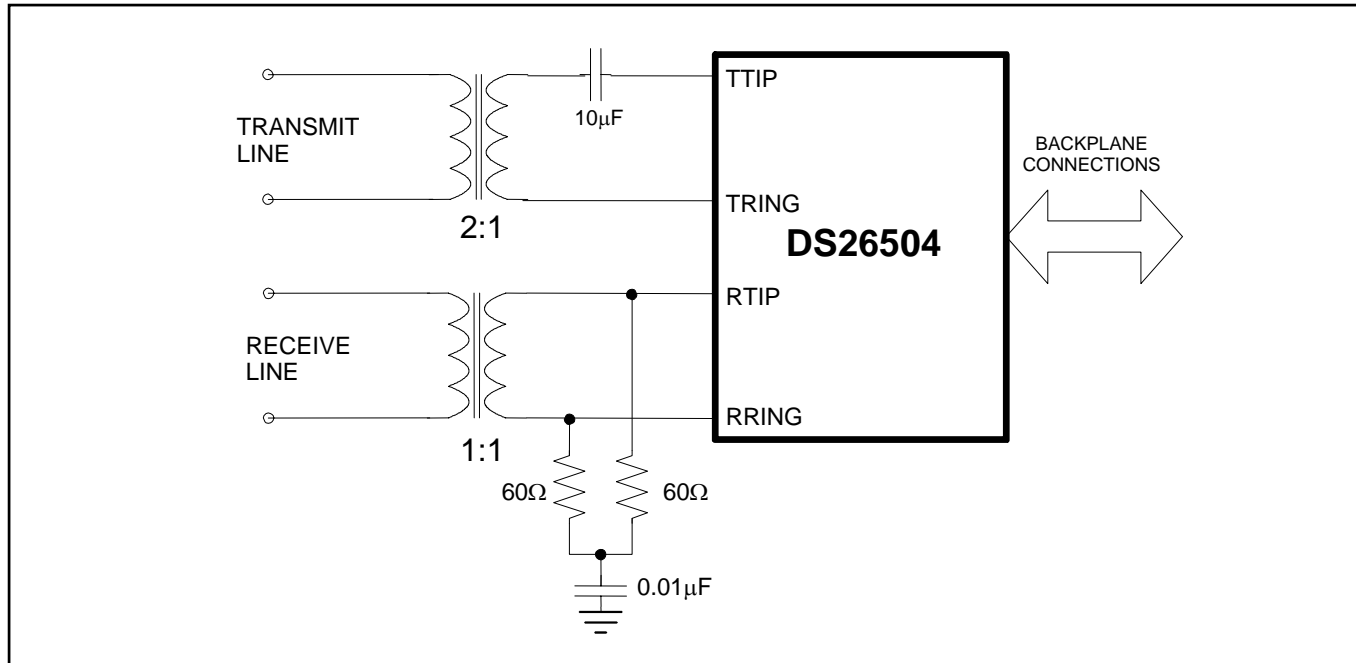 TRANSMIT
LINE
2:1
10µF
TTIP
TRING
DS26504
BACKPLANE
CONNECTIONS
RECEIVE
LINE
1:1
RTIP
RRING
60Ω
60Ω
0.01µF